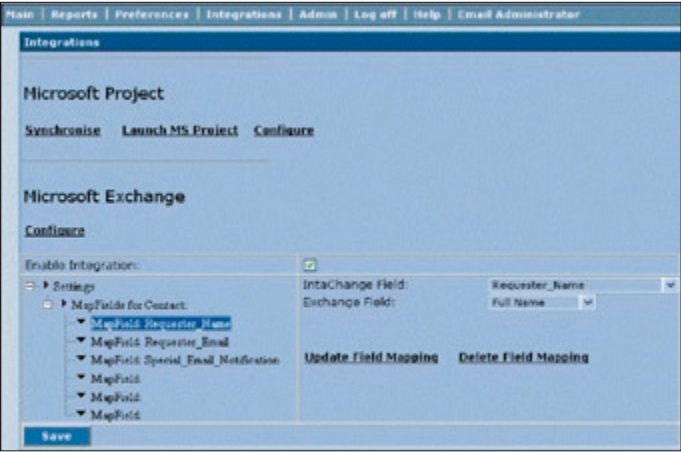 Main | Reports | Preferences | Integrations | Admin | Log off | Help | Email Administrator
Integrations
Microsoft Project
Synchronise Launch MS Project Configure
Microsoft Exchange
Configure
Enable Integration:
Settings
MapFields for Contact:
MapField: Requester_Name
MapField: Requester_Email
MapField: Special_Email_Notification
MapField:
MapField:
MapField:
IntaChange Field: Requester_Name
Exchange Field: Full Name
Update Field Mapping Delete Field Mapping
Save